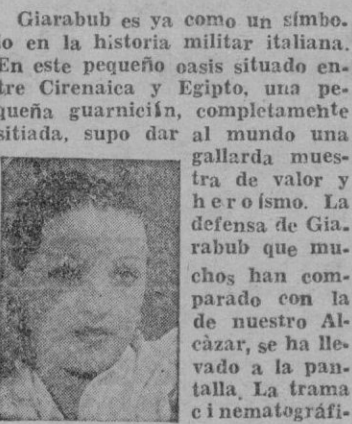 Giarabub es ya como un símbo-
lo en la historia militar italiana.
En este pequeño oasis situado en-
tre Cirenaica y Egipto, una pe-
queña guarnición, completamente
sitiada, supo dar al mundo una
gallarda mues-
tra de valor y
heroísmo. La
defensa de Gia-
rabub que mu-
chos han com-
parado con la
de nuestro Al-
càzar, se ha lle-
vado a la pan-
talla. La trama
cinematográfi-